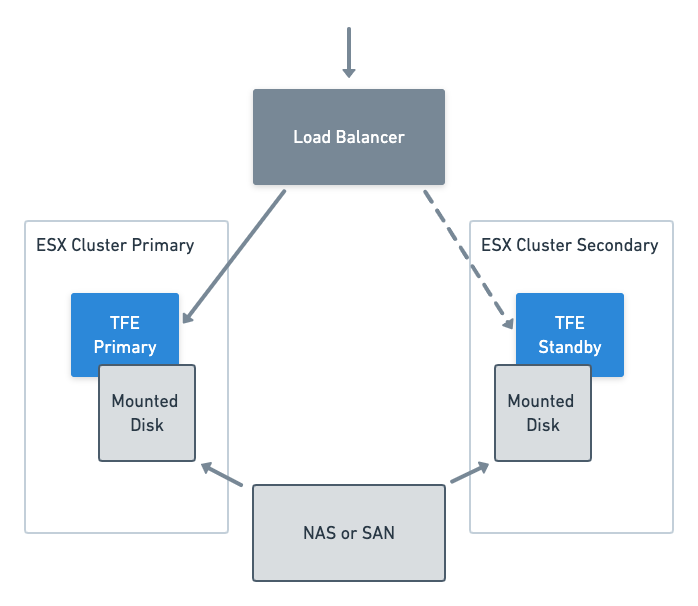 Load Balancer
ESX Cluster Primary
TFE
Primary
Mounted
Disk
ESX Cluster Secondary
TFE
Standby
Mounted
Disk
NAS or SAN